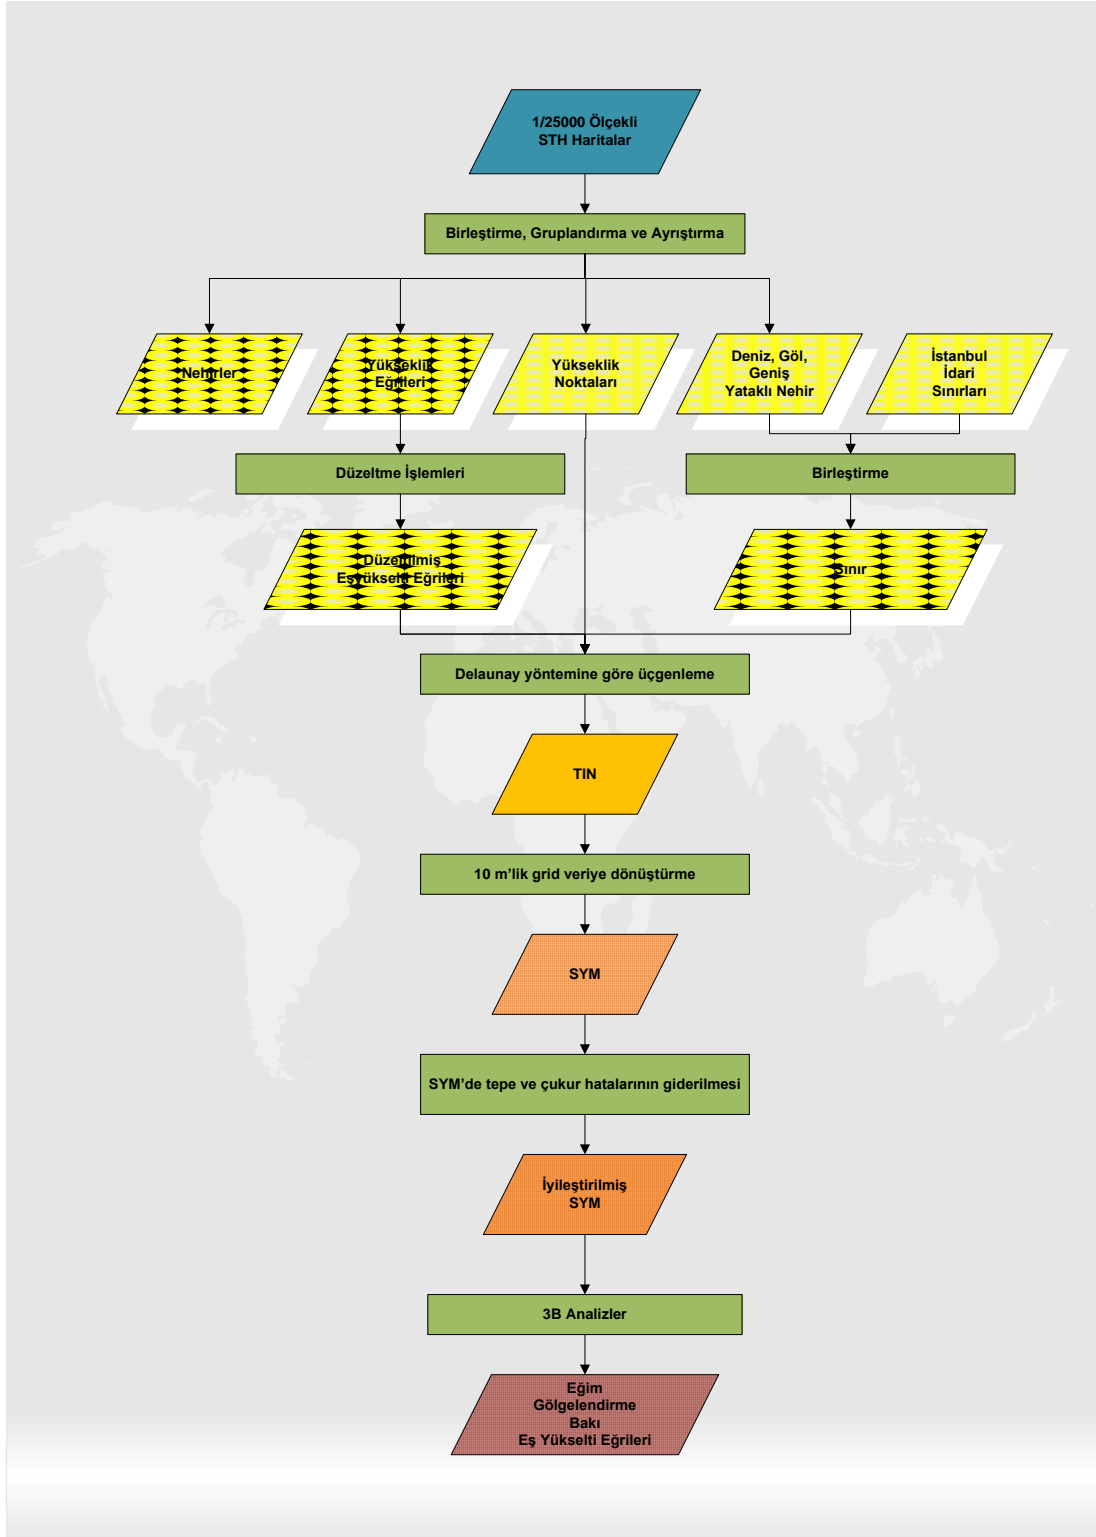 1/25000 Ölçekli
STH Haritalar
Birleştirme, Gruplandırma ve Ayrıştırma
Nehirler
Yükseklik
Eğrileri
Yükseklik
Noktaları
Deniz, Göl,
Geniş
Yataklı Nehir
İstanbul
İdari
Sınırları
Düzeltme İşlemleri
Birleştirme
Düzeltilmiş
Eşyükselti Eğrileri
Sınır
Delaunay yöntemine göre üçgenleme
TIN
10 m’lik grid veriye dönüştürme
SYM
SYM’de tepe ve çukur hatalarının giderilmesi
İyileştirilmiş
SYM
3B Analizler
Eğim
Gölgelendirme
Bakı
Eş Yükselti Eğrileri